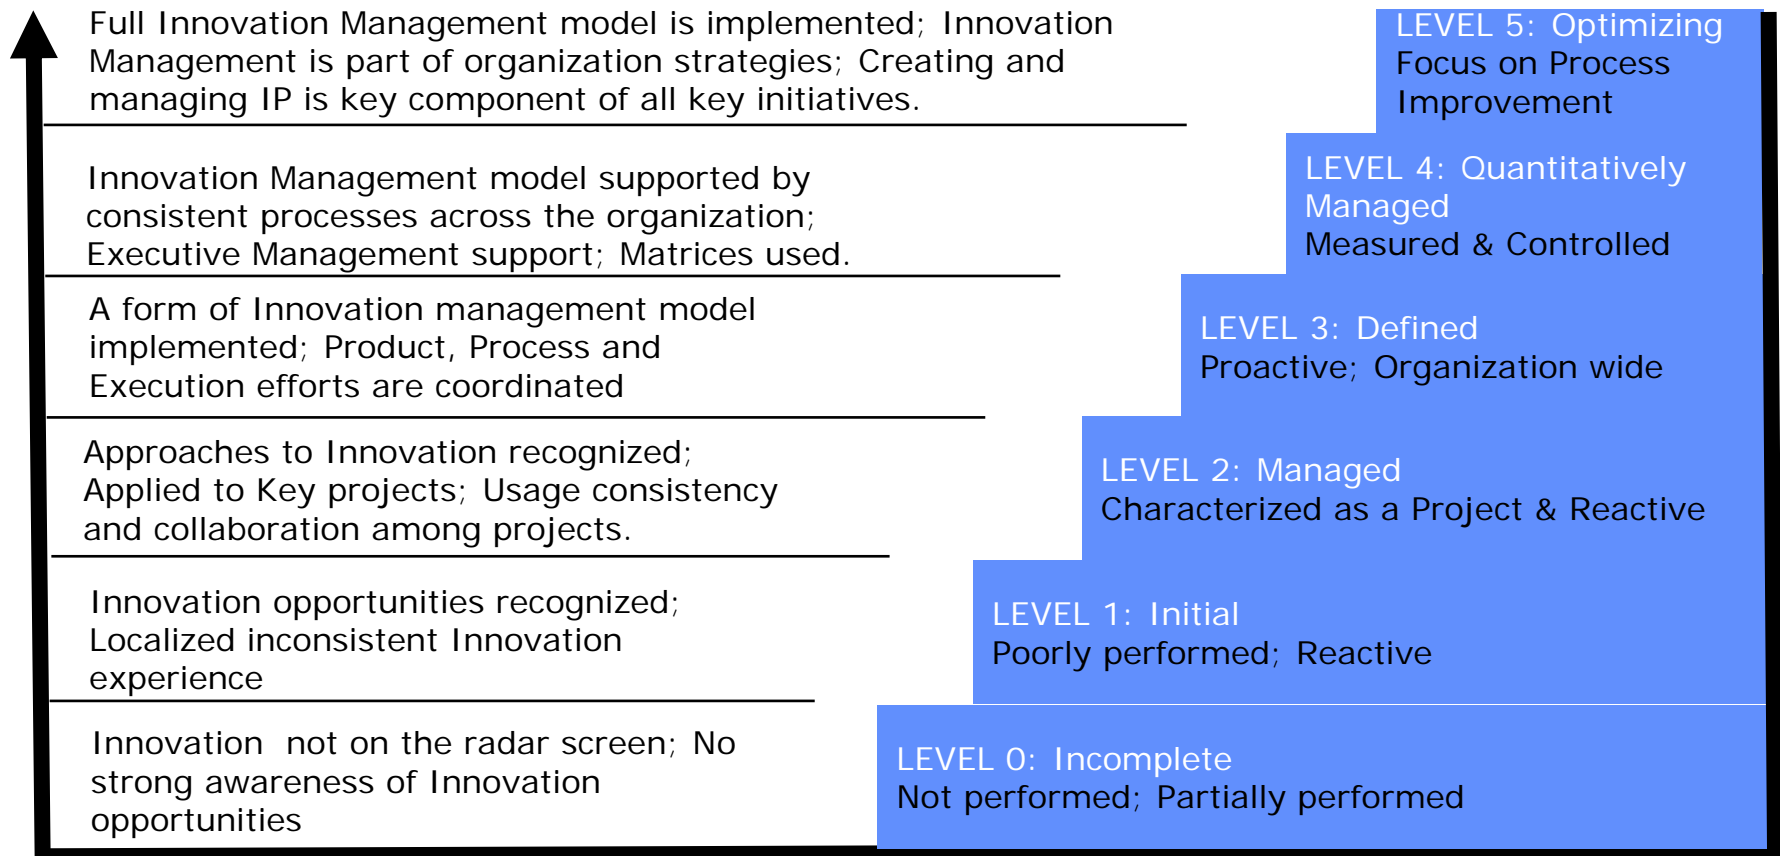 Full Innovation Management model is implemented; Innovation
Management is part of organization strategies; Creating and
managing IP is key component of all key initiatives.
LEVEL 5: Optimizing
Focus on Process
Improvement
Innovation Management model supported by
consistent processes across the organization;
Executive Management support; Matrices used.
LEVEL 4: Quantitatively
Managed
Measured & Controlled
A form of Innovation management model
implemented; Product, Process and
Execution efforts are coordinated
LEVEL 3: Defined
Proactive; Organization wide
Approaches to Innovation recognized;
Applied to Key projects; Usage consistency
and collaboration among projects.
LEVEL 2: Managed
Characterized as a Project & Reactive
Innovation opportunities recognized;
Localized inconsistent Innovation
experience
LEVEL 1: Initial
Poorly performed; Reactive
Innovation not on the radar screen; No
strong awareness of Innovation
opportunities
LEVEL 0: Incomplete
Not performed; Partially performed